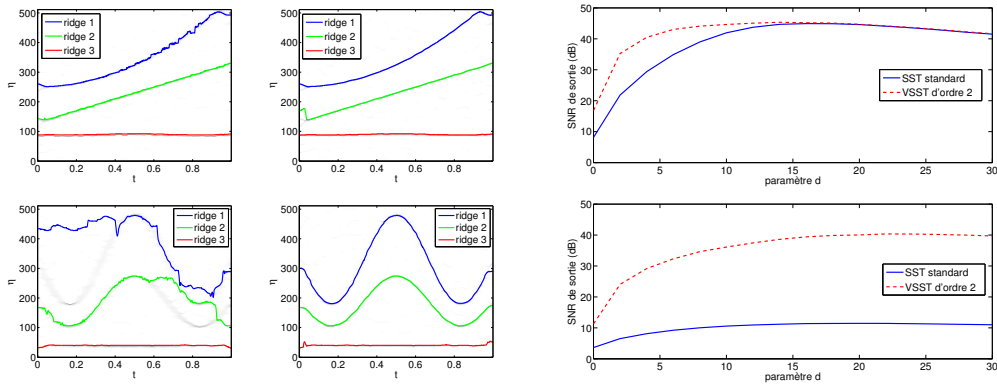 500
400
300
200
100
0
η
ridge 1
ridge 2
ridge 3
0 0.2 0.4 0.6 0.8
t
500
400
300
200
100
0
η
ridge 1
ridge 2
ridge 3
0 0.2 0.4 0.6 0.8
t
50
40
30
20
10
0
SNR de sortie (dB)
SST standard
VSST d'ordre 2
0 5 10 15 20 25 30
paramètre d
500
400
300
200
100
0
η
ridge 1
ridge 2
ridge 3
0 0.2 0.4 0.6 0.8
t
500
400
300
200
100
0
η
ridge 1
ridge 2
ridge 3
0 0.2 0.4 0.6 0.8
t
50
40
30
20
10
0
SNR de sortie (dB)
SST standard
VSST d'ordre 2
0 5 10 15 20 25 30
paramètre d